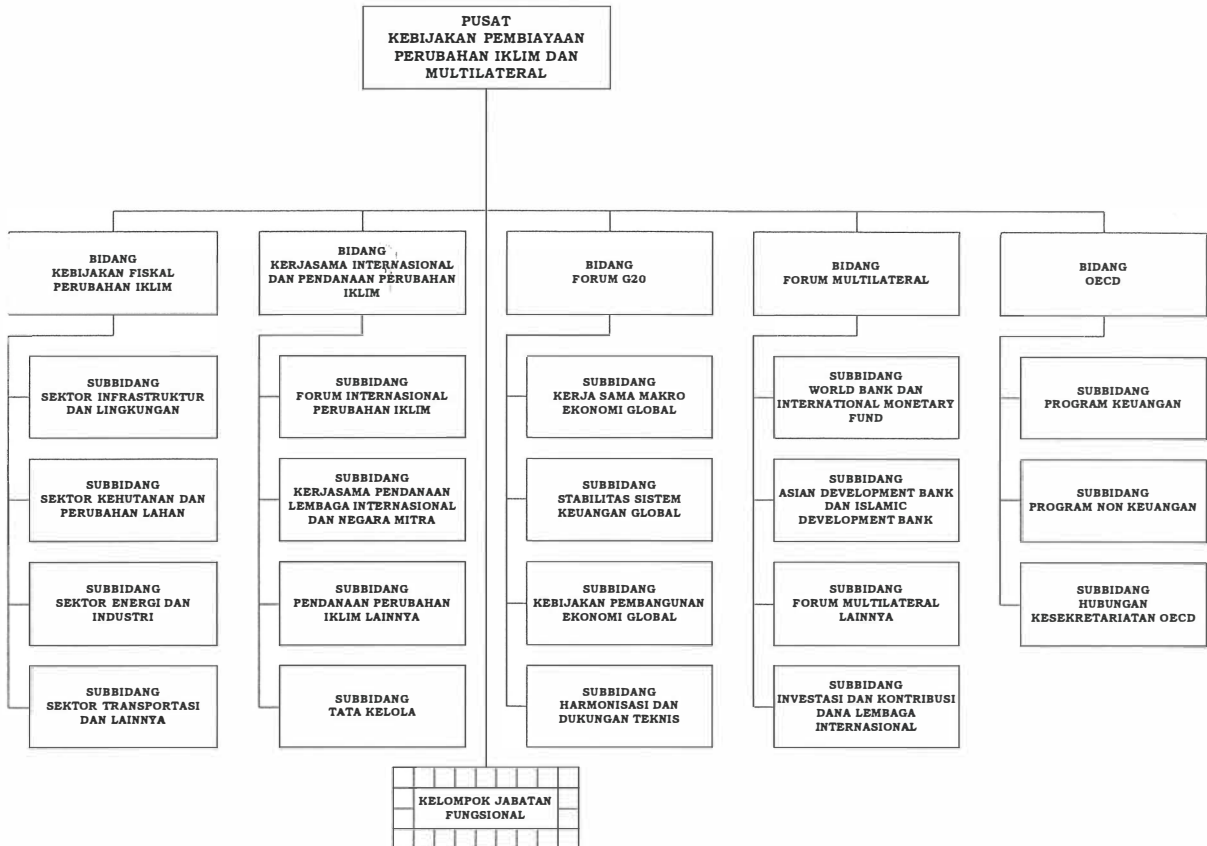 PUSAT
KEBIJAKAN PEMBIAYAAN
PERUBAHAN IKLIM DAN
MULTILATERAL
BIDANG
KEBIJAKAN FISKAL
PERUBAHAN IKLIM
SUBBIDANG
SEKTOR INFRASTRUKTUR
DAN LINGKUNGAN
SUBBIDANG
SEKTOR KEHUTANAN DAN
PERUBAHAN LAHAN
SUBBIDANG
SEKTOR ENERGI DAN
INDUSTRI
SUBBIDANG
SEKTOR TRANSPORTASI
DAN LAINNYA
BIDANG
KERJASAMA INTERNASIONAL
DAN PENDANAAN PERUBAHAN
IKLIM
SUBBIDANG
FORUM INTERNASIONAL
PERUBAHAN IKLIM
SUBBIDANG
KERJASAMA PENDANAAN
LEMBAGA INTERNASIONAL
DAN NEGARA MITRA
SUBBIDANG
PENDANAAN PERUBAHAN
IKLIM LAINNYA
SUBBIDANG
TATA KELOLA
BIDANG
FORUM G20
SUBBIDANG
KERJA SAMA MAKRO
EKONOMI GLOBAL
SUBBIDANG
STABILITAS SISTEM
KEUANGAN GLOBAL
SUBBIDANG
KEBIJAKAN PEMBANGUNAN
EKONOMI GLOBAL
SUBBIDANG
HARMONISASI DAN
DUKUNGAN TEKNIS
BIDANG
FORUM MULTILATERAL
SUBBIDANG
WORLD BANK DAN
INTERNATIONAL MONETARY
FUND
SUBBIDANG
ASIAN DEVELOPMENT BANK
DAN ISLAMIC
DEVELOPMENT BANK
SUBBIDANG
FORUM MULTILATERAL
LAINNYA
SUBBIDANG
INVESTASI DAN KONTRIBUSI
DANA LEMBAGA
INTERNASIONAL
BIDANG
OECD
SUBBIDANG
PROGRAM KEUANGAN
SUBBIDANG
PROGRAM NON KEUANGAN
SUBBIDANG
HUBUNGAN
KESEKRETARIATAN OECD
KELOMPOK JABATAN
FUNGSIONAL